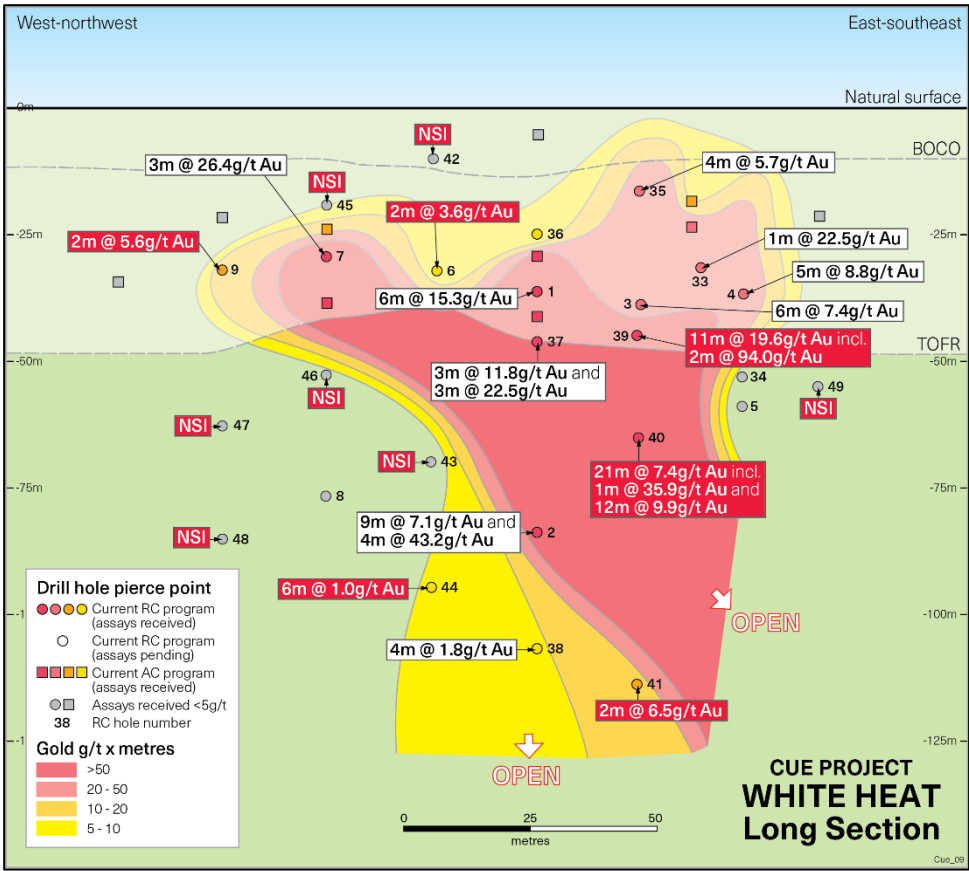 West-northwest
East-southeast
Natural surface
0m
BOCO
NSI
42
3m @ 26.4g/t Au
4m @ 5.7g/t Au
NSI
45
35
2m @ 3.6g/t Au
-25m
-25m
2m @ 5.6g/t Au
36
1m @ 22.5g/t Au
9
7
6
33
5m @ 8.8g/t Au
6m @ 15.3g/t Au
1
3
4
6m @ 7.4g/t Au
37
39
11m @ 19.6g/t Au incl.
2m @ 94.0g/t Au
TOFR
-50m
-50m
3m @ 11.8g/t Au and
3m @ 22.5g/t Au
46
NSI
34
49
5
NSI
NSI
47
40
NSI
43
21m @ 7.4g/t Au incl.
1m @ 35.9g/t Au and
12m @ 9.9g/t Au
-75m
-75m
8
9m @ 7.1g/t Au and
4m @ 43.2g/t Au
2
NSI
48
6m @ 1.0g/t Au
44
-1
-100m
OPEN
4m @ 1.8g/t Au
38
41
2m @ 6.5g/t Au
-1
-125m
OPEN
Drill hole pierce point
Current RC program
(assays received)
Current RC program
(assays pending)
Current AC program
(assays received)
Assays received <5g/t
38 RC hole number
Gold g/t x metres
>50
20 - 50
10 - 20
5 - 10
0 25 50
metres
CUE PROJECT
WHITE HEAT
Long Section
Cue_09